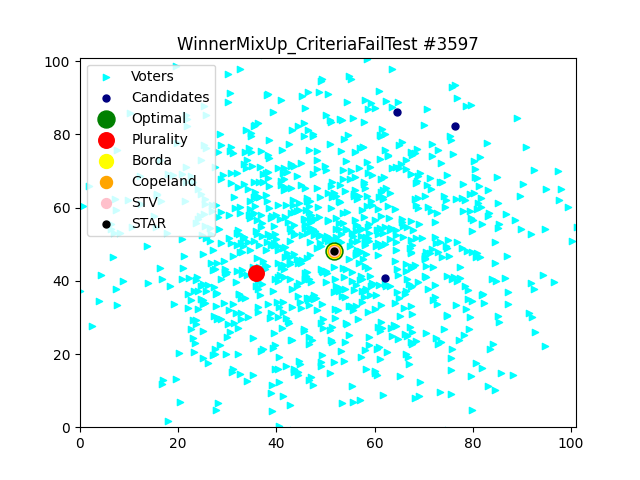 WinnerMixUp_CriteriaFailTest #3597
100
80
60
40
20
0
Voters
Candidates
Optimal
Plurality
Borda
Copeland
STV
STAR
0 20 40 60 80 100